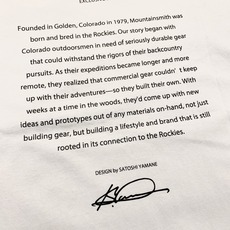 Founded in Golden, Colorado in 1979, Mountainsmith was
born and bred in the Rockies. Our story began with
Colorado outdoorsmen in need of seriously durable gear
that could withstand the rigors of their backcountry
pursuits. As their expeditions became longer and more
remote, they realized that commercial gear couldn' t keep
up with their adventures—so they built their own. With
weeks at a time in the woods, they'd come up with new
ideas and prototypes out of any materials on-hand, not just
building gear, but building a lifestyle and brand that is still
rooted in its connection to the Rockies.
DESIGN by SATOSHI YAMANE